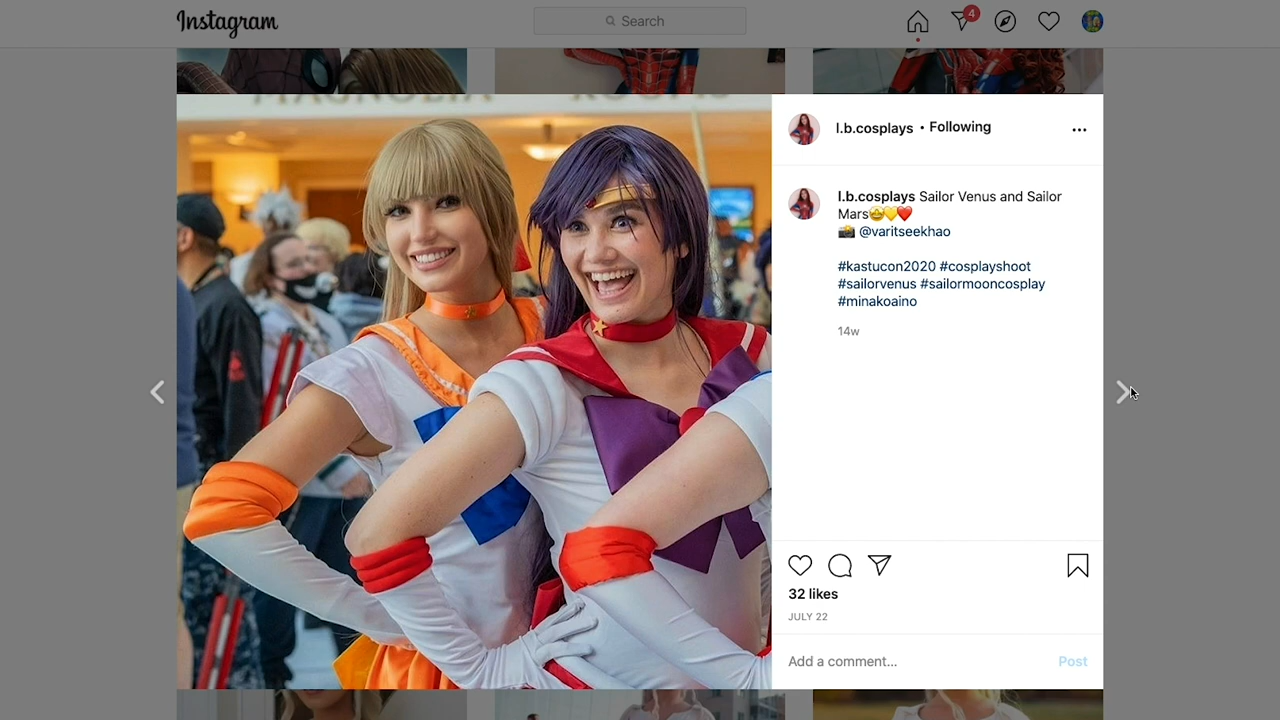 Instagram
Search
4
l.b.cosplays • Following
l.b.cosplays Sailor Venus and Sailor
Mars🤩💛❤️
📸 @varitseekhao
#kastucon2020 #cosplayshoot
#sailorvenus #sailormooncosplay
#minakoaino
14w
32 likes
JULY 22
Add a comment... Post